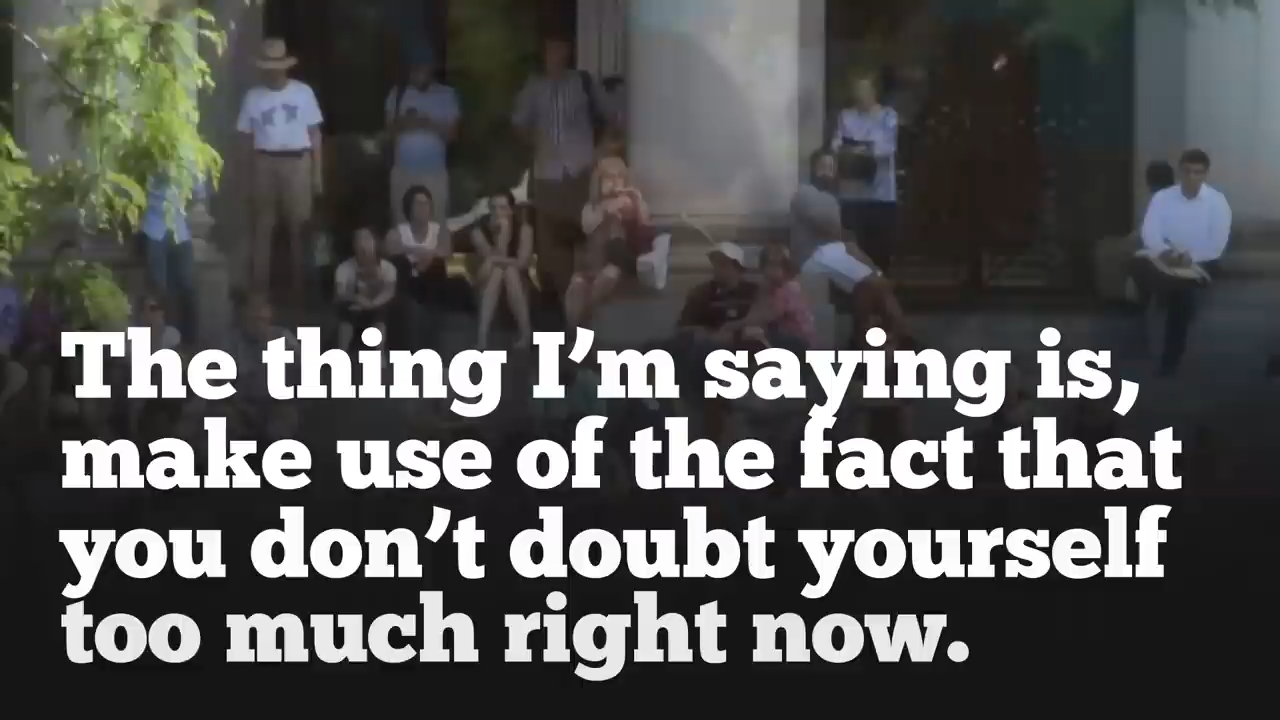 The thing I’m saying is,
make use of the fact that
you don’t doubt yourself
too much right now.